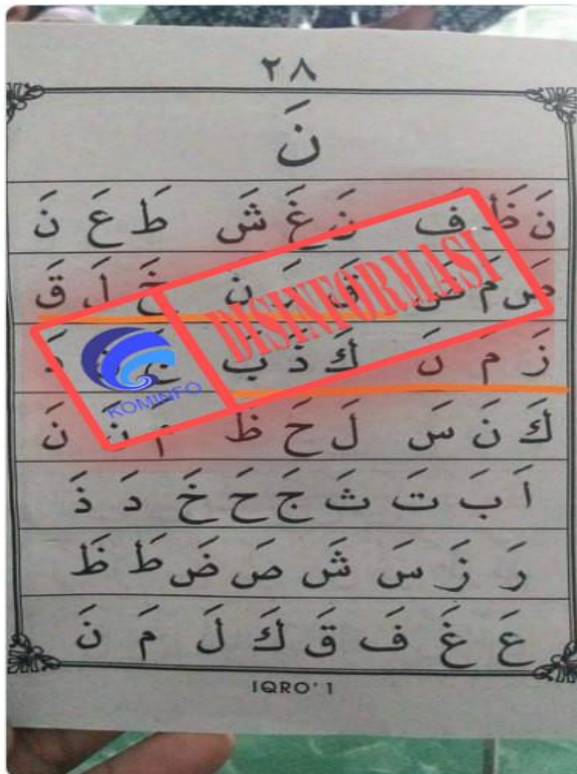 ٢٨
نَ
نَ ظَ فَ نَ غَ شَ طَ عَ نَ
صَ مَ قَ رَ نَ خَ لَ قَ
DISINFORMASI
KOMINFO
زَ مَ نَ كَ ذَ بَ
كَ نَ سَ لَ حَ ظَ مَ نَ نَ
اَ بَ تَ ثَ جَ حَ خَ دَ ذَ
رَ زَ سَ شَ صَ ضَ طَ ظَ
عَ غَ فَ قَ كَ لَ مَ نَ
IQRO' 1